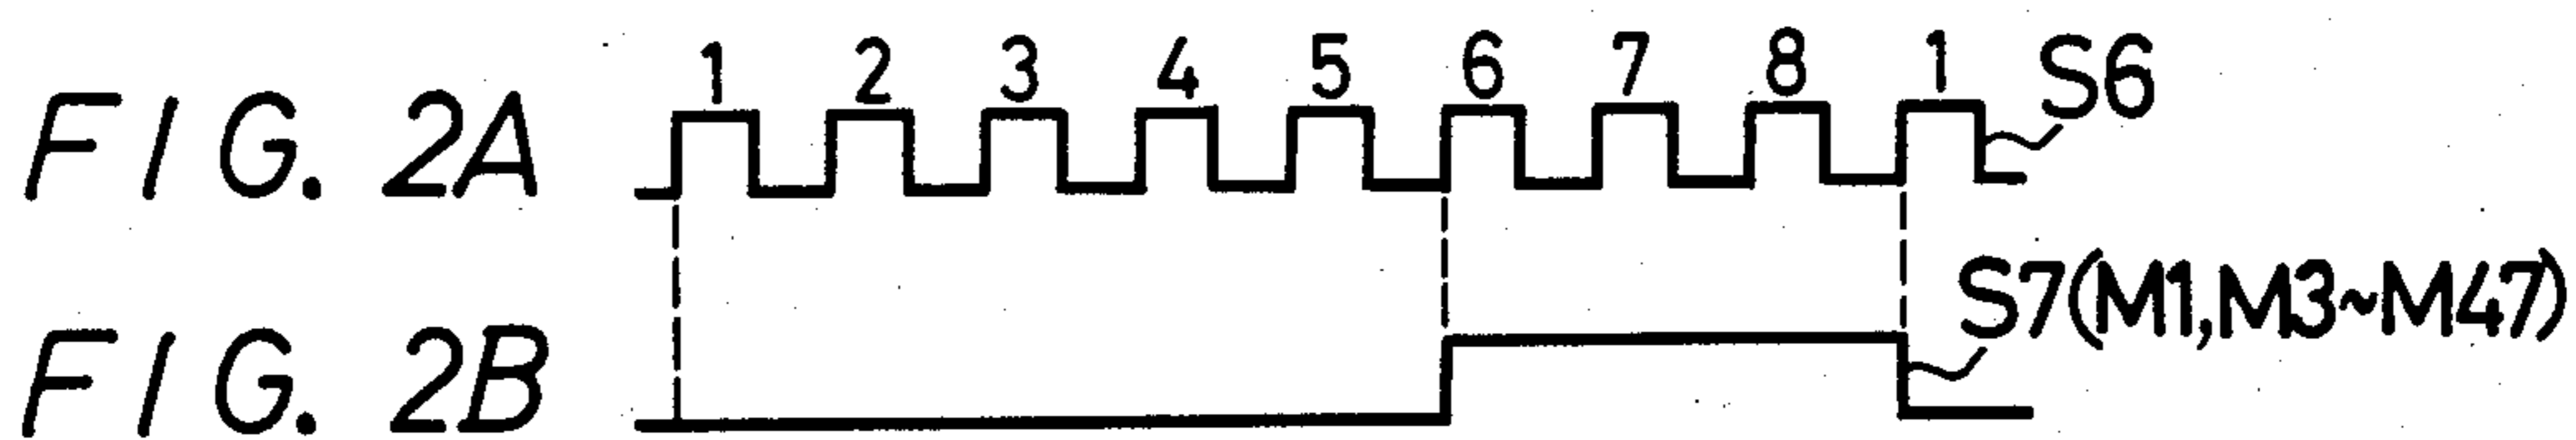 FIG. 2A 1 2 3 4 5 6 7 8 1 S6
FIG. 2B S7(M1,M3~M47)